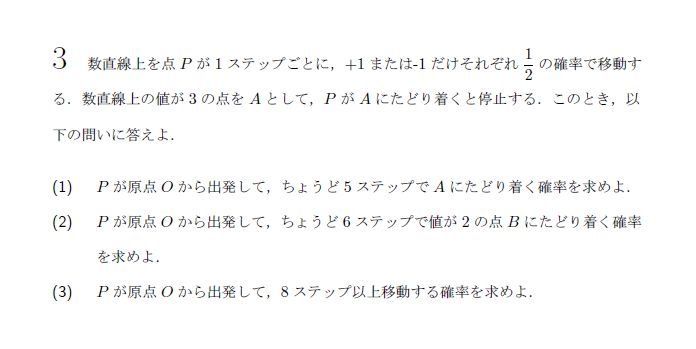 3 数直線上を点 P が 1 ステップごとに，+1 または-1 だけそれぞれ 1/2 の確率で移動す
る．数直線上の値が 3 の点を A として，P が A にたどり着くと停止する．このとき，以
下の問いに答えよ．
(1) P が原点 O から出発して，ちょうど 5 ステップで A にたどり着く確率を求めよ．
(2) P が原点 O から出発して，ちょうど 6 ステップで値が 2 の点 B にたどり着く確率
を求めよ．
(3) P が原点 O から出発して，8 ステップ以上移動する確率を求めよ．